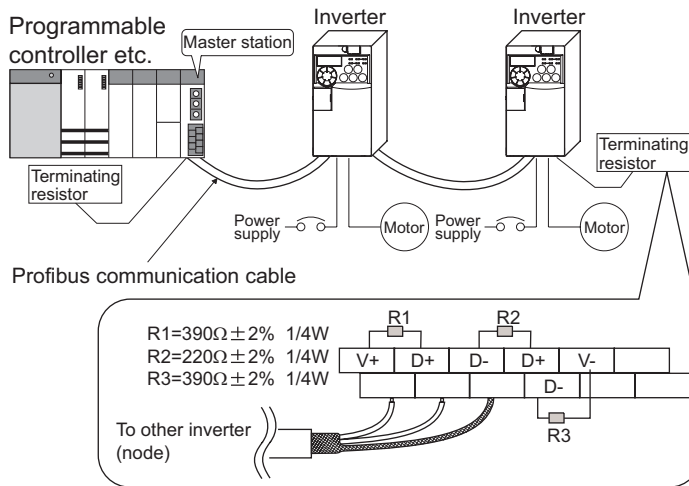 Programmable
controller etc.
Master station
Inverter
Inverter
Terminating
resistor
Terminating
resistor
Power
supply
Motor
Power
supply
Motor
Profibus communication cable
R1=390Ω±2% 1/4W
R2=220Ω±2% 1/4W
R3=390Ω±2% 1/4W
R1
R2
V+ D+ D- D+ V-
D-
R3
To other inverter
(node)